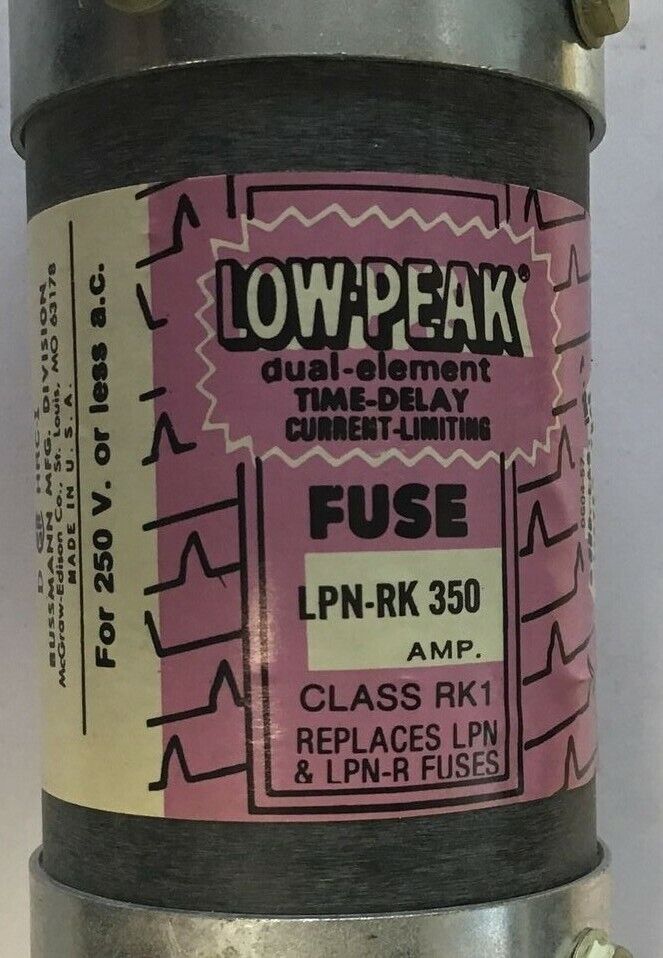 LOW-PEAK®
dual-element
TIME-DELAY
CURRENT-LIMITING
FUSE
LPN-RK 350
AMP.
CLASS RK1
REPLACES LPN
& LPN-R FUSES
For 250 V. or less a.c.
MADE IN U.S.A.
McGraw-Edison Co., St. Louis, MO 63178
BUSSMANN MFG. DIVISION